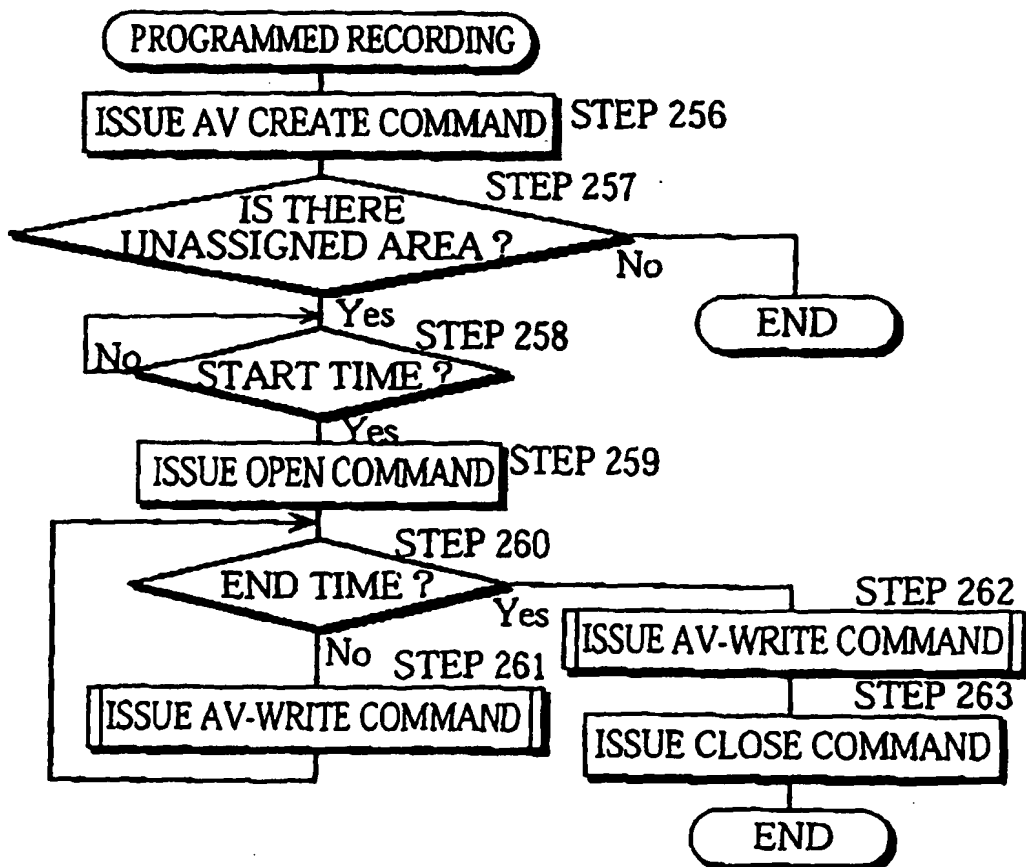 PROGRAMMED RECORDING
ISSUE AV CREATE COMMAND
STEP 256
STEP 257
IS THERE
UNASSIGNED AREA ?
No
END
Yes
STEP 258
No
START TIME ?
Yes
ISSUE OPEN COMMAND
STEP 259
STEP 260
END TIME ?
Yes
No
STEP 262
ISSUE AV-WRITE COMMAND
STEP 261
ISSUE AV-WRITE COMMAND
STEP 263
ISSUE CLOSE COMMAND
END